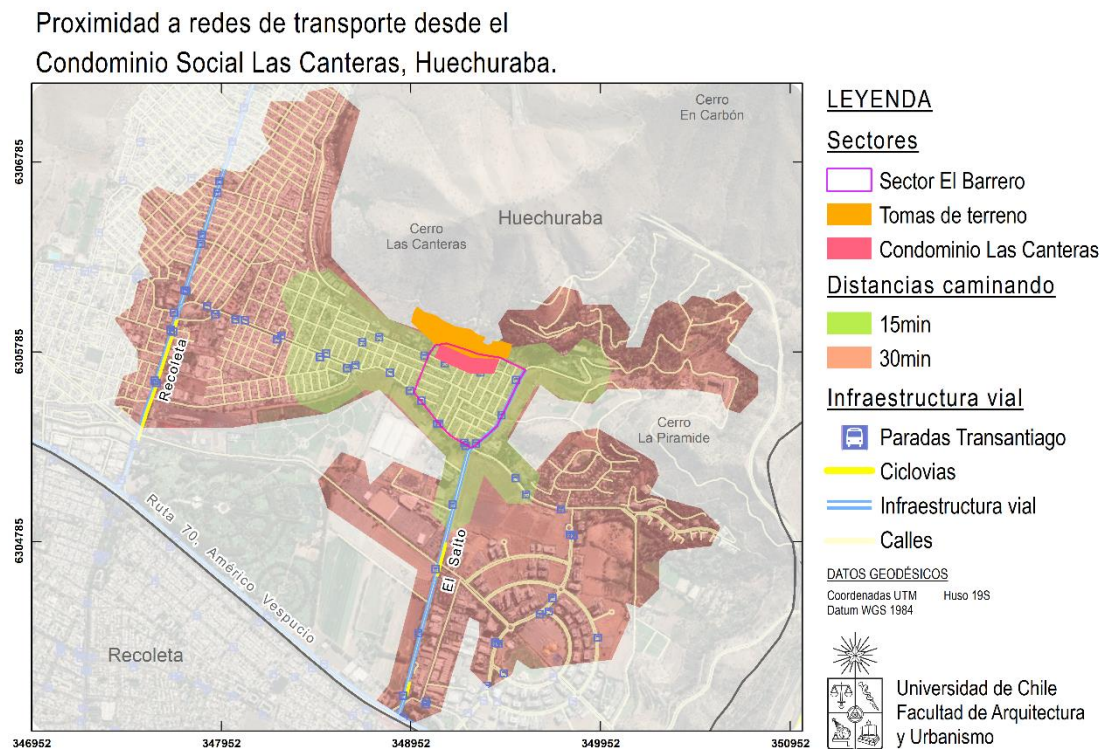 Proximidad a redes de transporte desde el
Condominio Social Las Canteras, Huechuraba.
Cerro
En Carbón
Huechuraba
Cerro
Las Canteras
Cerro
La Piramide
Recoleta
El Salto
Ruta 70, Américo Vespucio
Recoleta
6306785
6305785
6304785
346952
347952
348952
349952
350952
LEYENDA
Sectores
Sector El Barrero
Tomas de terreno
Condominio Las Canteras
Distancias caminando
15min
30min
Infraestructura vial
Paradas Transantiago
Ciclovias
Infraestructura vial
Calles
DATOS GEODÉSICOS
Coordenadas UTM Huso 19S
Datum WGS 1984
Universidad de Chile
Facultad de Arquitectura
y Urbanismo